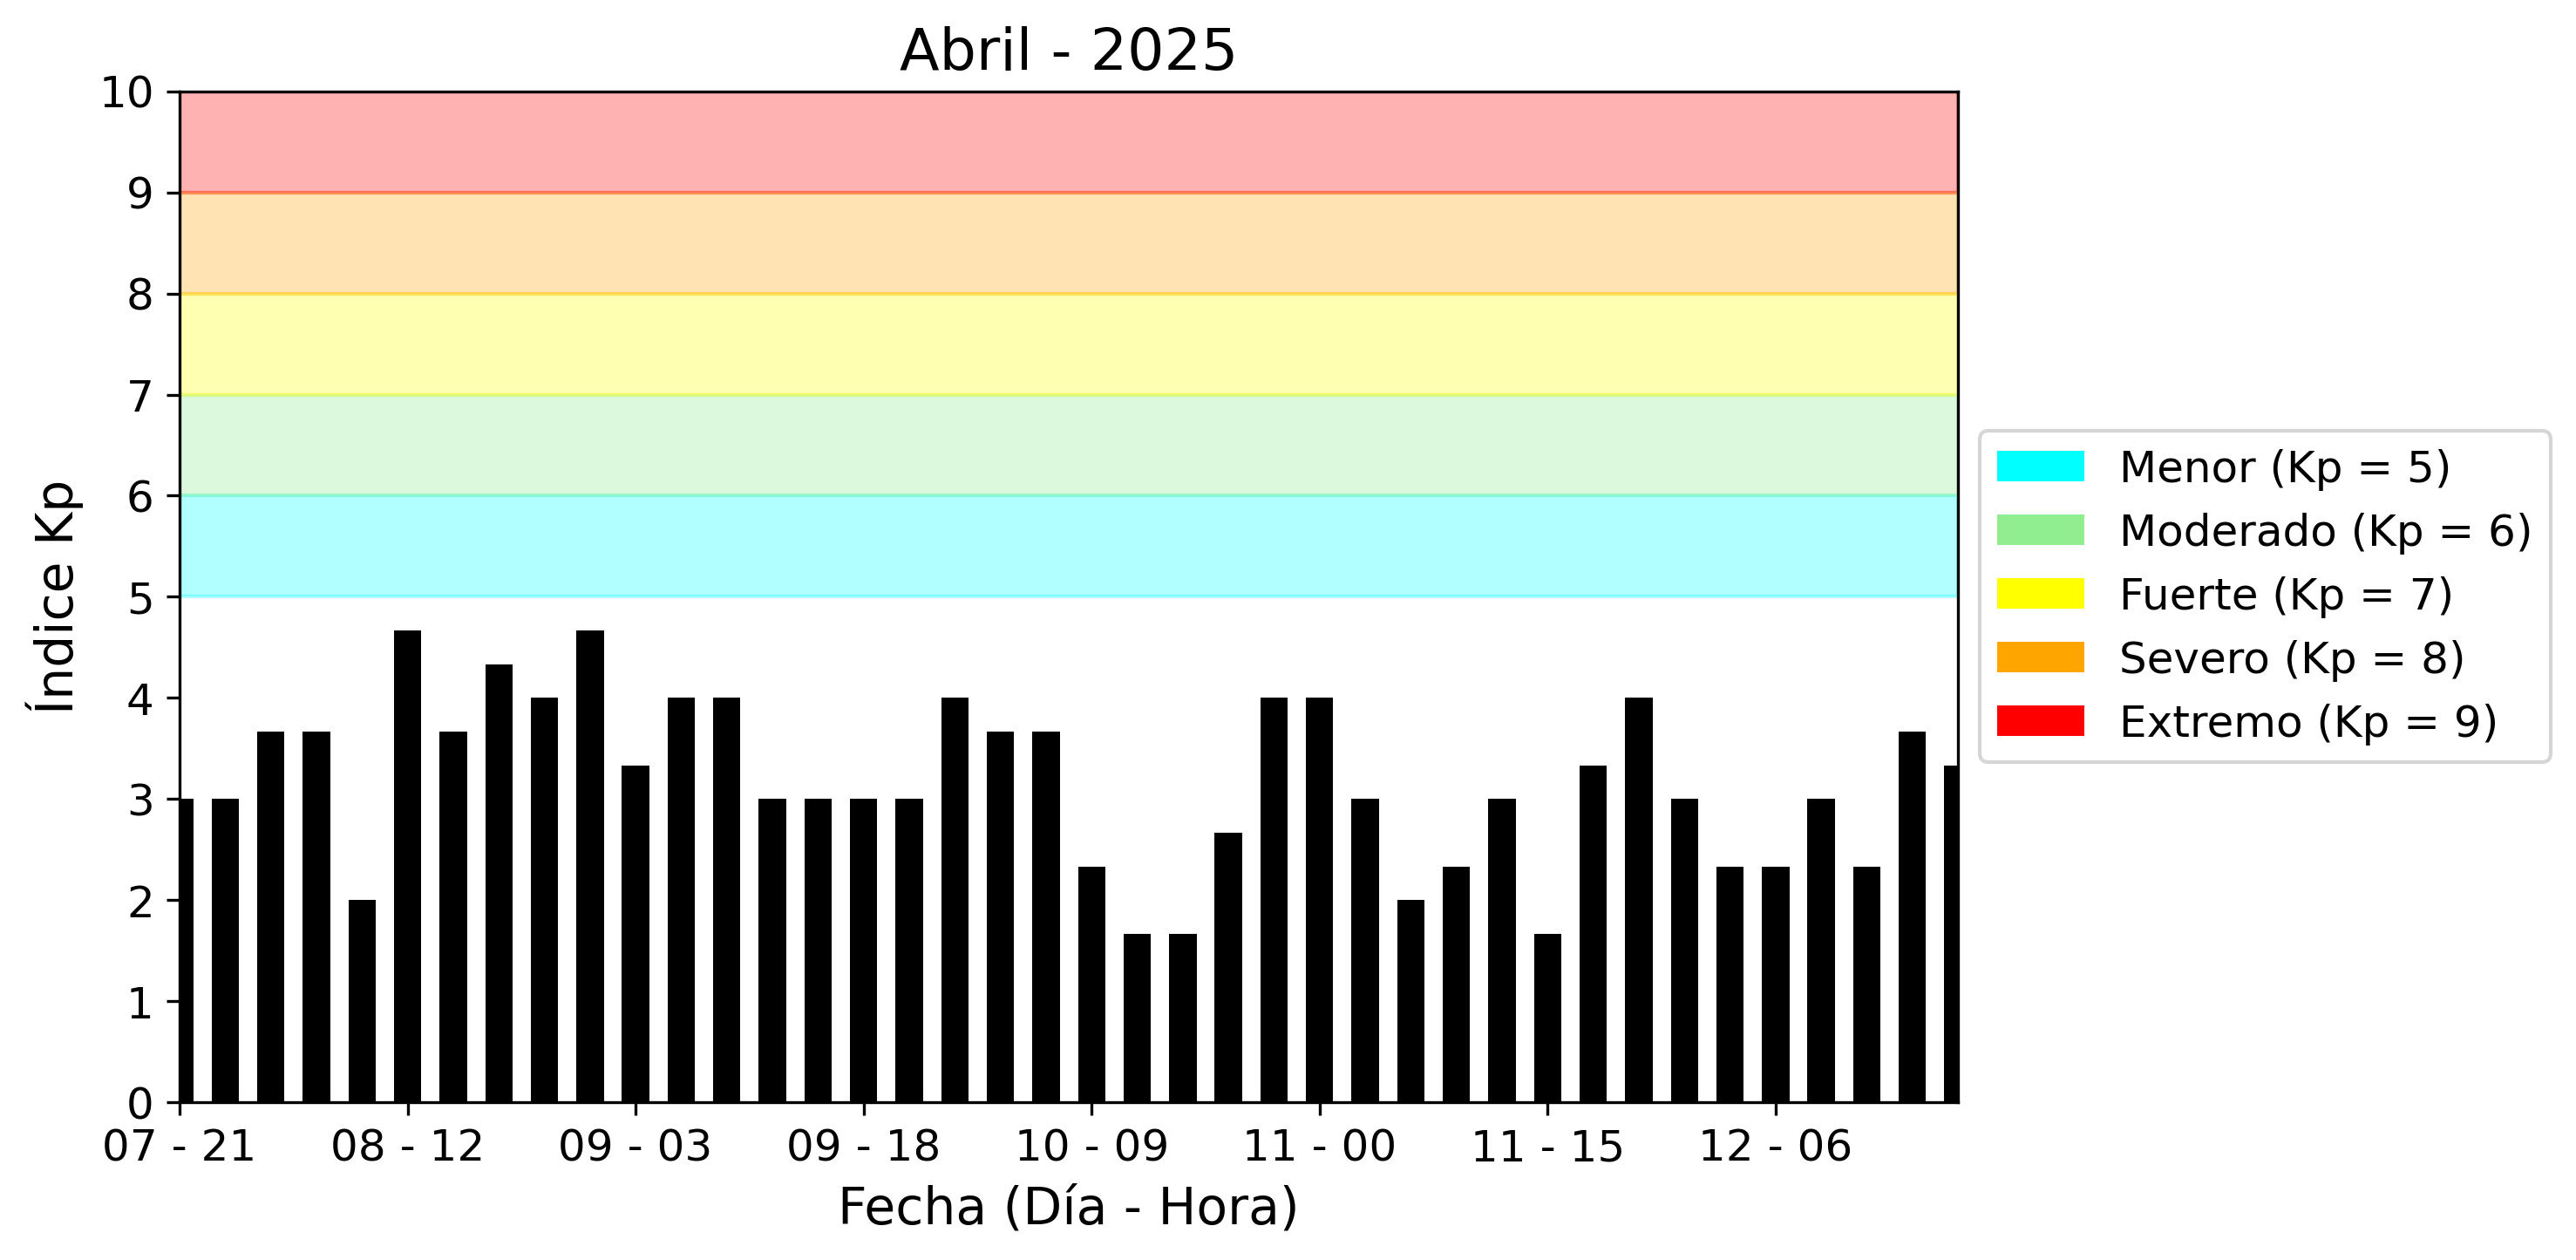 Abril - 2025
10
9
8
7
6
5
4
3
2
1
0
Índice Kp
07 - 21
08 - 12
09 - 03
09 - 18
10 - 09
11 - 00
11 - 15
12 - 06
Fecha (Día - Hora)
Menor (Kp = 5)
Moderado (Kp = 6)
Fuerte (Kp = 7)
Severo (Kp = 8)
Extremo (Kp = 9)